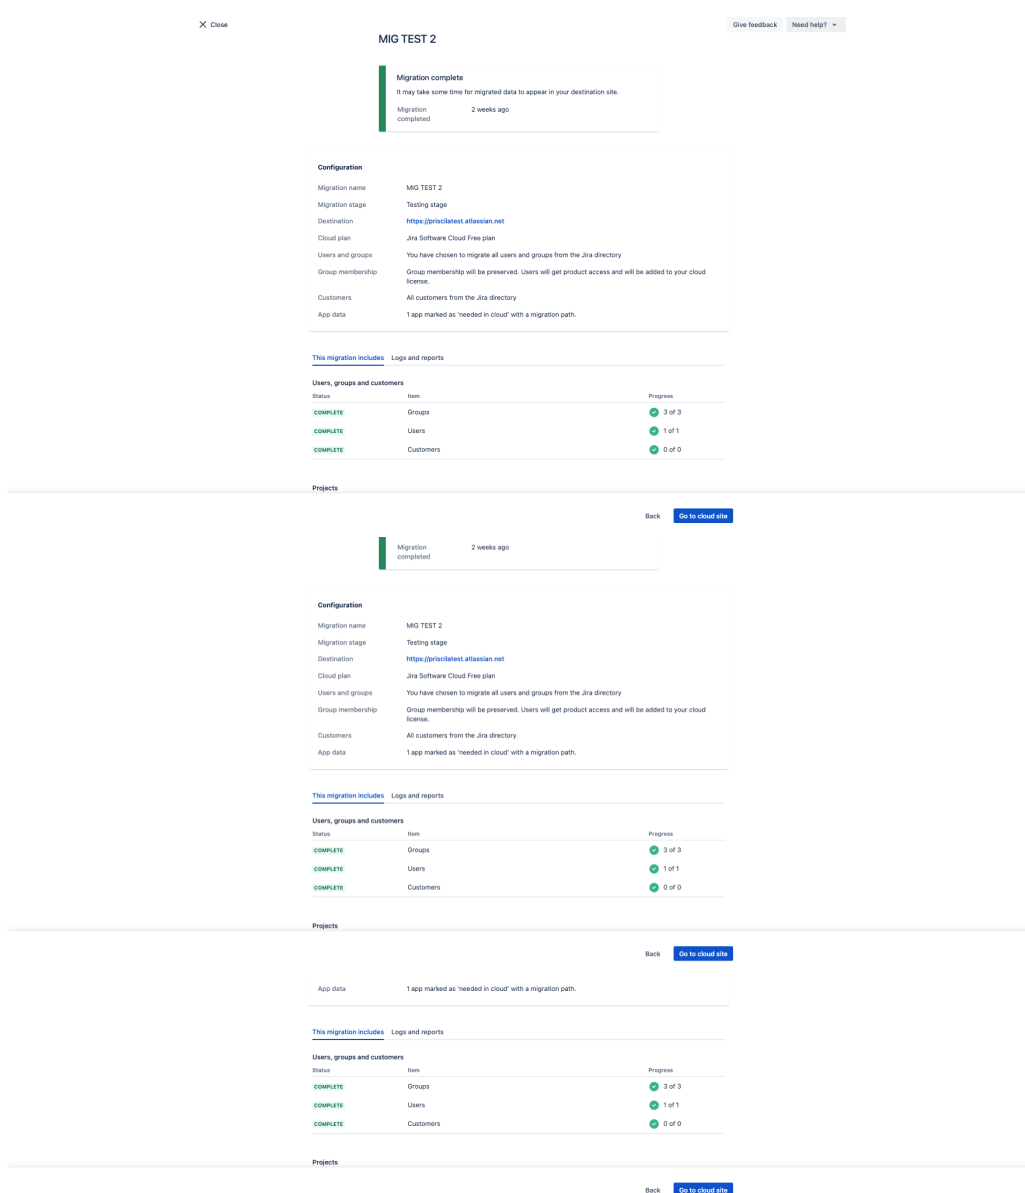 Close
Give feedback Need help?
MIG TEST 2
Migration complete
It may take some time for migrated data to appear in your destination site.
Migration completed 2 weeks ago
Configuration
Migration name MIG TEST 2
Migration stage Testing stage
Destination https://priscilatest.atlassian.net
Cloud plan Jira Software Cloud Free plan
Users and groups You have chosen to migrate all users and groups from the Jira directory
Group membership Group membership will be preserved. Users will get product access and will be added to your cloud
license.
Customers All customers from the Jira directory
App data 1 app marked as 'needed in cloud' with a migration path.
This migration includes Logs and reports
Users, groups and customers
Status Item Progress
COMPLETE Groups 3 of 3
COMPLETE Users 1 of 1
COMPLETE Customers 0 of 0
Projects
Back Go to cloud site
Migration completed 2 weeks ago
Configuration
Migration name MIG TEST 2
Migration stage Testing stage
Destination https://priscilatest.atlassian.net
Cloud plan Jira Software Cloud Free plan
Users and groups You have chosen to migrate all users and groups from the Jira directory
Group membership Group membership will be preserved. Users will get product access and will be added to your cloud
license.
Customers All customers from the Jira directory
App data 1 app marked as 'needed in cloud' with a migration path.
This migration includes Logs and reports
Users, groups and customers
Status Item Progress
COMPLETE Groups 3 of 3
COMPLETE Users 1 of 1
COMPLETE Customers 0 of 0
Projects
Back Go to cloud site
App data 1 app marked as 'needed in cloud' with a migration path.
This migration includes Logs and reports
Users, groups and customers
Status Item Progress
COMPLETE Groups 3 of 3
COMPLETE Users 1 of 1
COMPLETE Customers 0 of 0
Projects
Back Go to cloud site